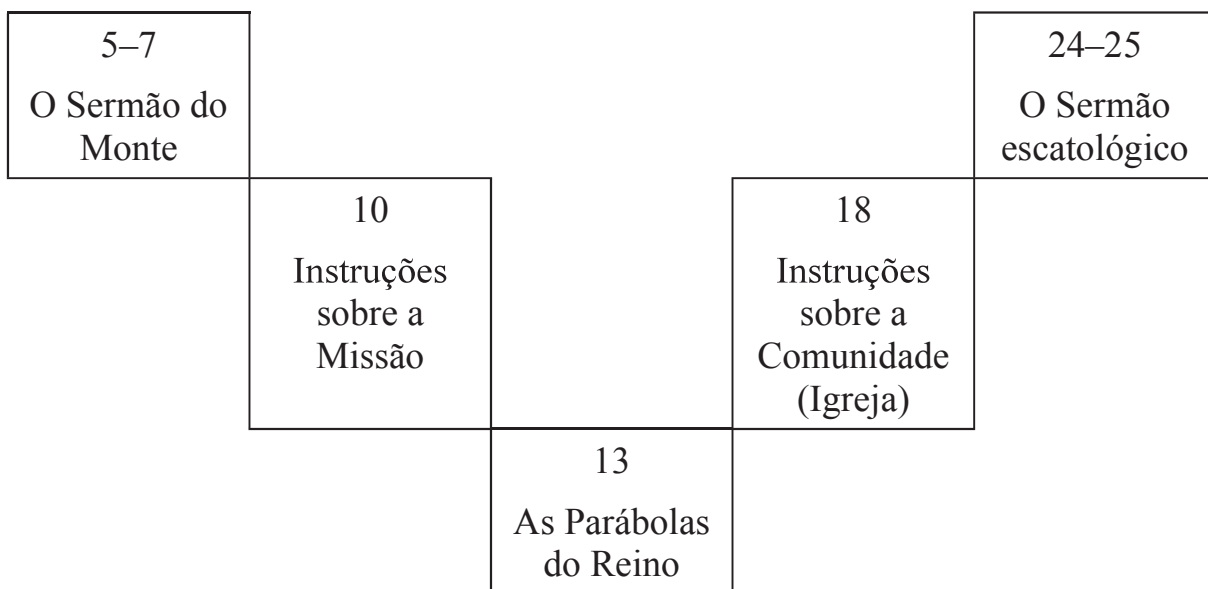 5–7
O Sermão do
Monte
10
Instruções
sobre a
Missão
13
As Parábolas
do Reino
18
Instruções
sobre a
Comunidade
(Igreja)
24–25
O Sermão
escatológico